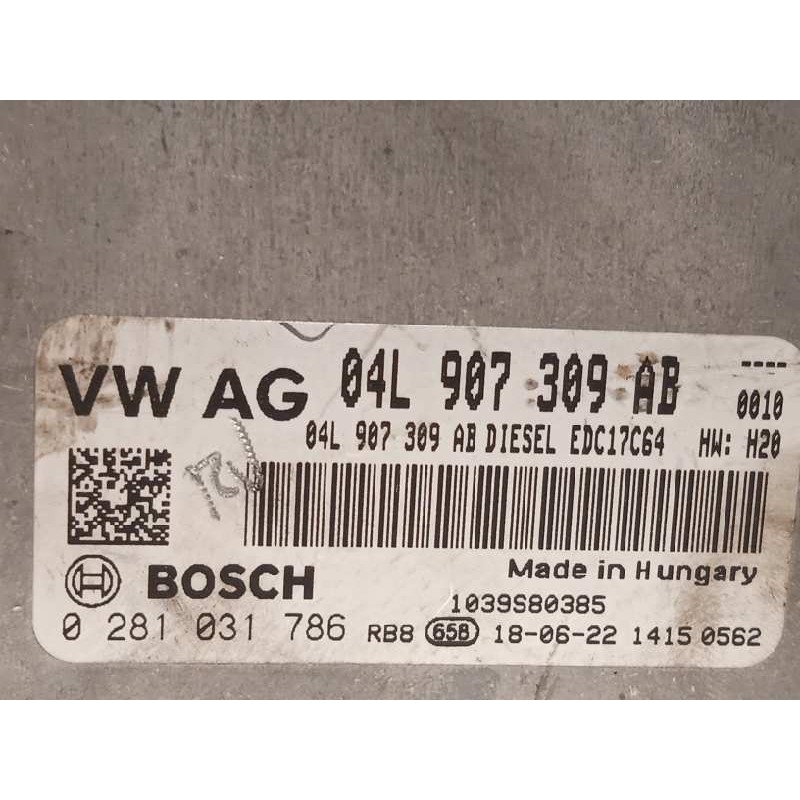 VW AG 04L 907 309 AB ----
0010
04L 907 309 AB DIESEL EDC17C64 HW: H20
BOSCH Made in Hungary
1039S80385
0 281 031 786 RB8 65B 18-06-22 1415 0562